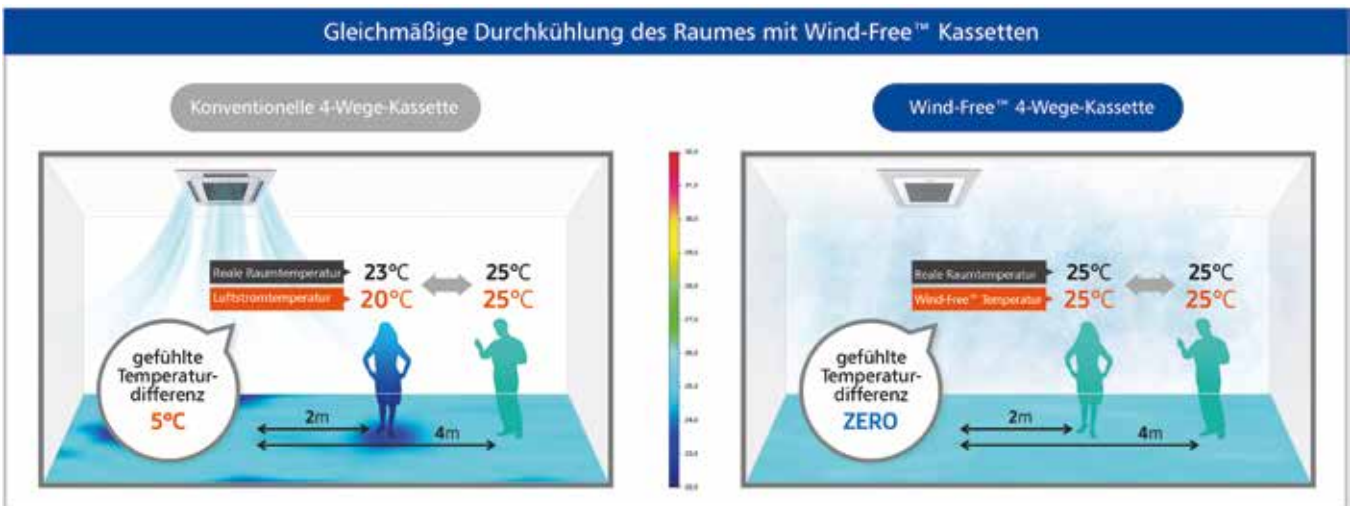 Gleichmäßige Durchkühlung des Raumes mit Wind-Free™ Kassetten
Konventionelle 4-Wege-Kassette
Reale Raumtemperatur 23°C 25°C
Luftstromtemperatur 20°C 25°C
gefühlte
Temperatur-
differenz
5°C
2m
4m
Wind-Free™ 4-Wege-Kassette
Reale Raumtemperatur 25°C 25°C
Wind-Free™ Temperatur 25°C 25°C
gefühlte
Temperatur-
differenz
ZERO
2m
4m